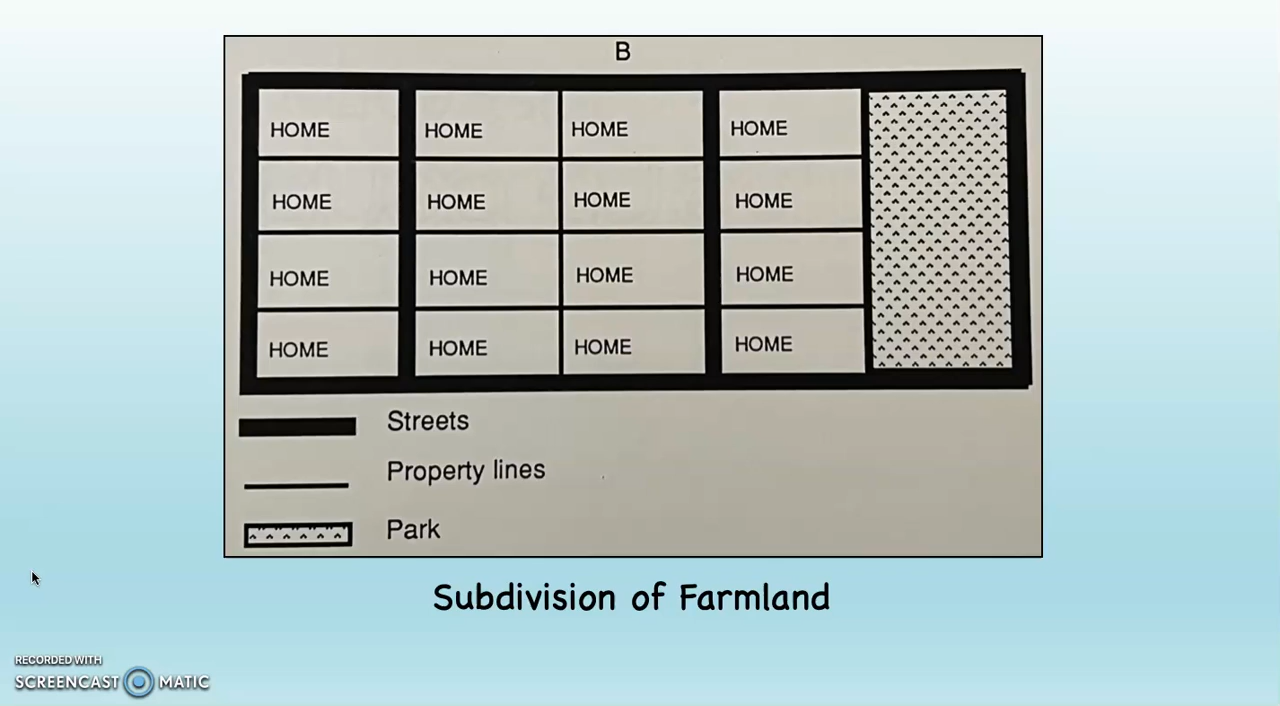 B
HOME HOME HOME HOME
HOME HOME HOME HOME
HOME HOME HOME HOME
HOME HOME HOME HOME
Streets
Property lines
Park
Subdivision of Farmland
RECORDED WITH
SCREENCAST MATIC